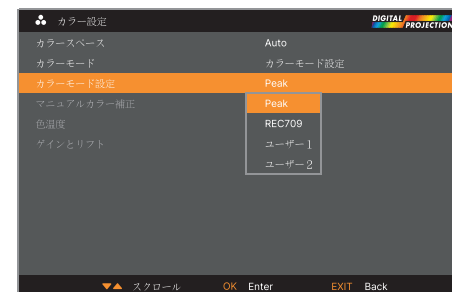 カラー設定
DIGITAL PROJECTION
カラースペース Auto
カラーモード カラーモード設定
カラーモード設定 Peak
マニュアルカラー補正 Peak
色温度 REC709
ゲインとリフト ユーザー1
ユーザー2
▼▲ スクロール OK Enter EXIT Back